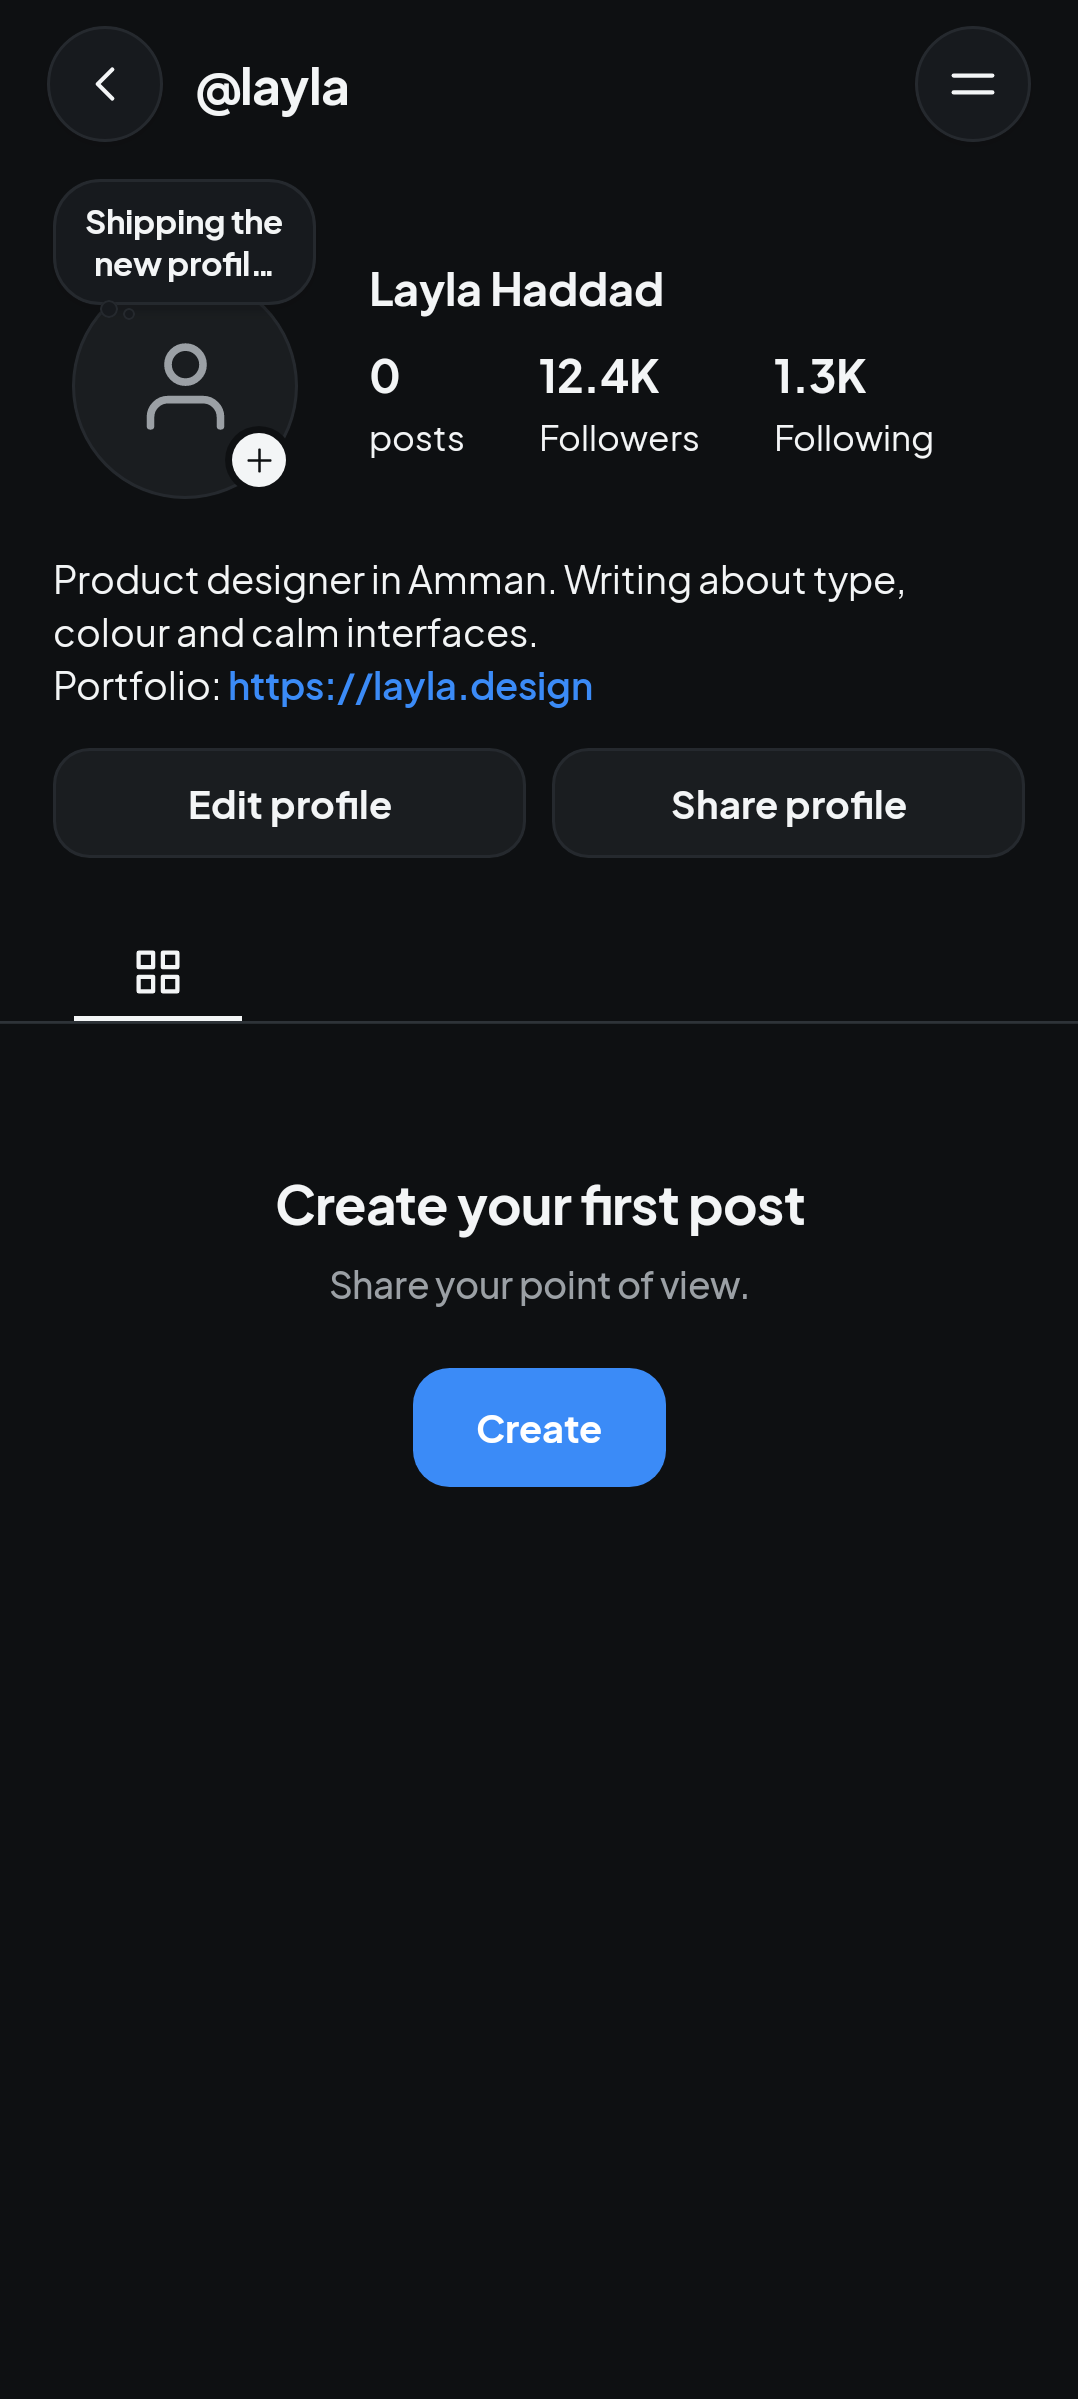 @layla
Shipping the
new profil...
Layla Haddad
0 12.4K 1.3K
posts Followers Following
Product designer in Amman. Writing about type,
colour and calm interfaces.
Portfolio: https://layla.design
Edit profile Share profile
Create your first post
Share your point of view.
Create